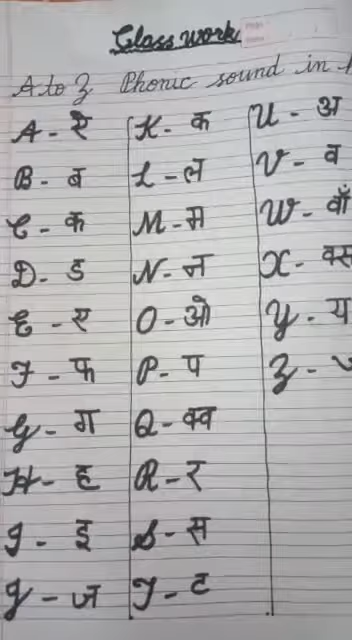 Class work
A to Z Phonic sound in
A - ऐ
B - ब
C - क
D - ड
E - ए
F - फ
G - ग
H - ह
I - इ
J - ज
K - क
L - ल
M - म
N - न
O - ओ
P - प
Q - क्व
R - र
S - स
T - ट
U - अ
V - व
W - वॉं
X - क्स
Y - य
Z -